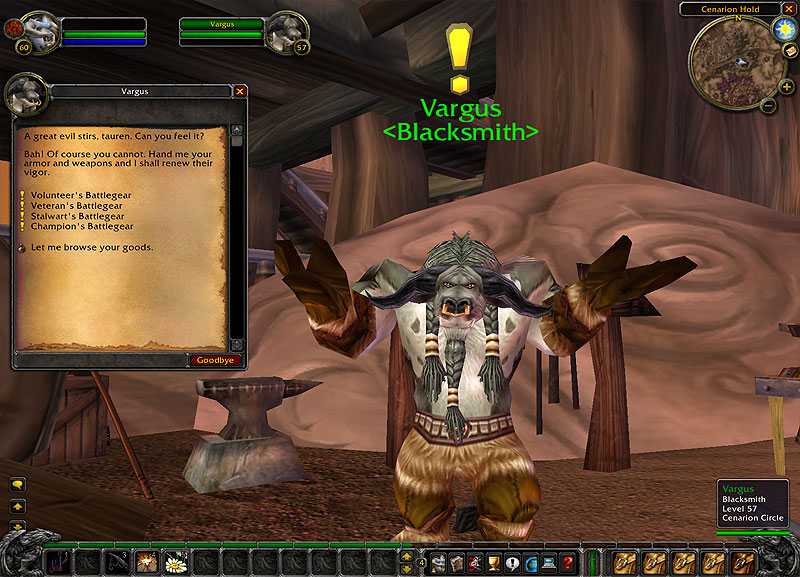 Cenarion Hold
N
60
Vargus
57
Vargus
<Blacksmith>
Vargus
A great evil stirs, tauren. Can you feel it?
Bah! Of course you cannot. Hand me your
armor and weapons and I shall renew their
vigor.
Volunteer's Battlegear
Veteran's Battlegear
Stalwart's Battlegear
Champion's Battlegear
Let me browse your goods.
Goodbye
Vargus
Blacksmith
Level 57
Cenarion Circle
4